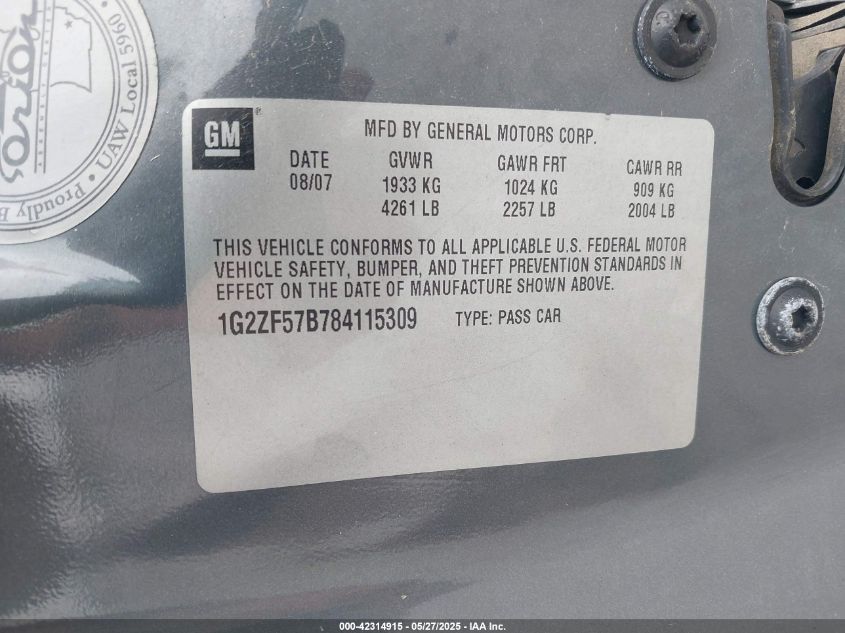 orion
Proudly B
UAW Local 5960
GM
MFD BY GENERAL MOTORS CORP.
DATE GVWR GAWR FRT GAWR RR
08/07 1933 KG 1024 KG 909 KG
4261 LB 2257 LB 2004 LB
THIS VEHICLE CONFORMS TO ALL APPLICABLE U.S. FEDERAL MOTOR
VEHICLE SAFETY, BUMPER, AND THEFT PREVENTION STANDARDS IN
EFFECT ON THE DATE OF MANUFACTURE SHOWN ABOVE.
1G2ZF57B784115309 TYPE: PASS CAR
000-42314915 - 05/27/2025 - IAA Inc.